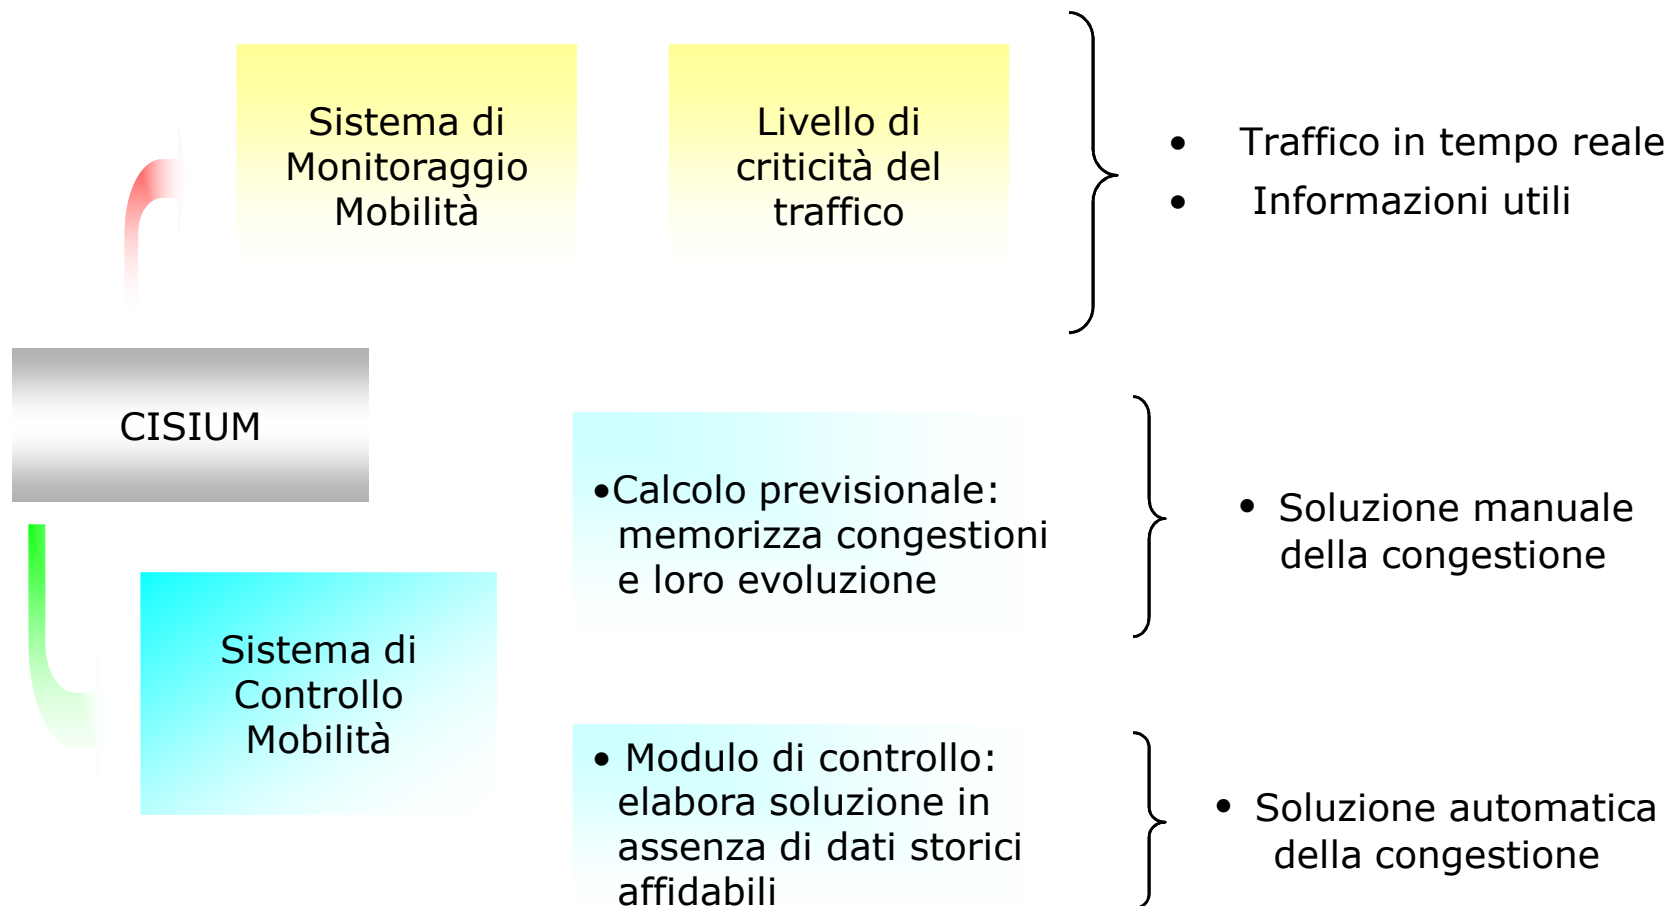 Sistema di
Monitoraggio
Mobilità
Livello di
criticità del
traffico
• Traffico in tempo reale
• Informazioni utili
CISIUM
•Calcolo previsionale:
memorizza congestioni
e loro evoluzione
• Soluzione manuale
della congestione
Sistema di
Controllo
Mobilità
• Modulo di controllo:
elabora soluzione in
assenza di dati storici
affidabili
• Soluzione automatica
della congestione